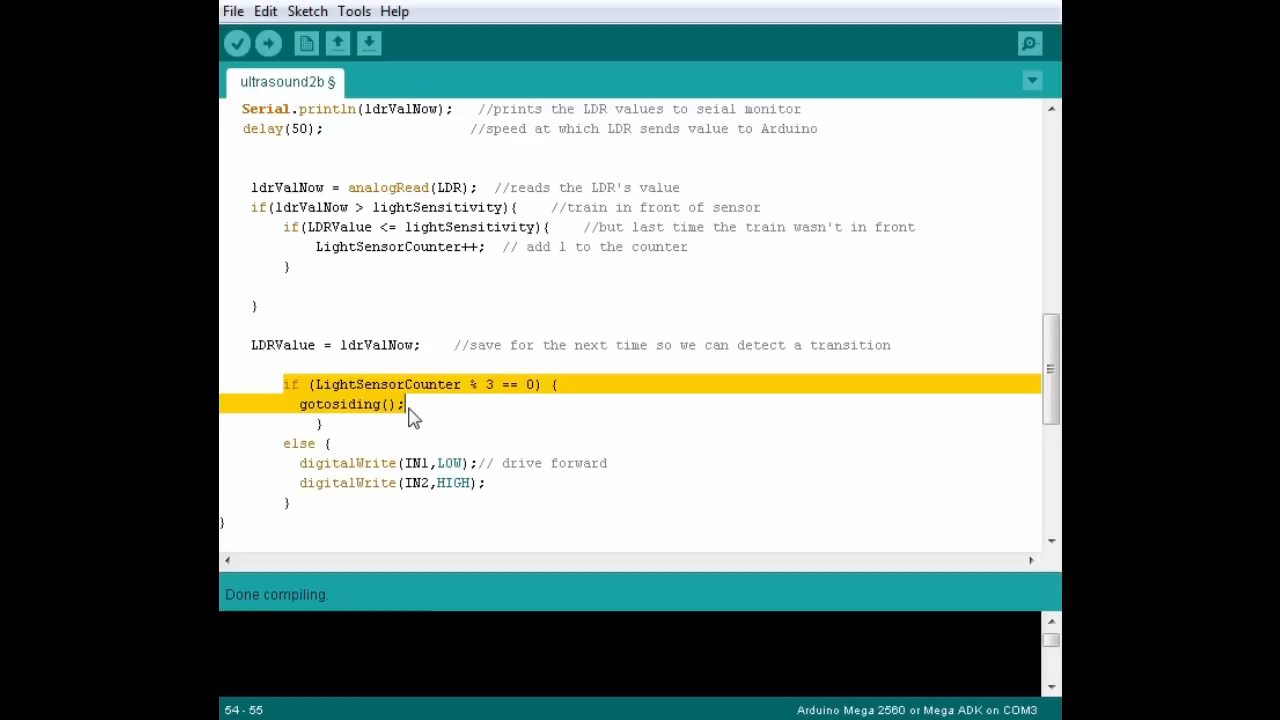 File Edit Sketch Tools Help
ultrasound2b §
Serial.println(ldrValNow); //prints the LDR values to seial monitor
delay(50); //speed at which LDR sends value to Arduino
ldrValNow = analogRead(LDR); //reads the LDR's value
if(ldrValNow > lightSensitivity){ //train in front of sensor
if(LDRValue <= lightSensitivity){ //but last time the train wasn't in front
LightSensorCounter++; // add 1 to the counter
}
}
LDRValue = ldrValNow; //save for the next time so we can detect a transition
if (LightSensorCounter % 3 == 0) {
gotosiding();
}
else {
digitalWrite(IN1,LOW);// drive forward
digitalWrite(IN2,HIGH);
}
}
Done compiling.
54 - 55 Arduino Mega 2560 or Mega ADK on COM3